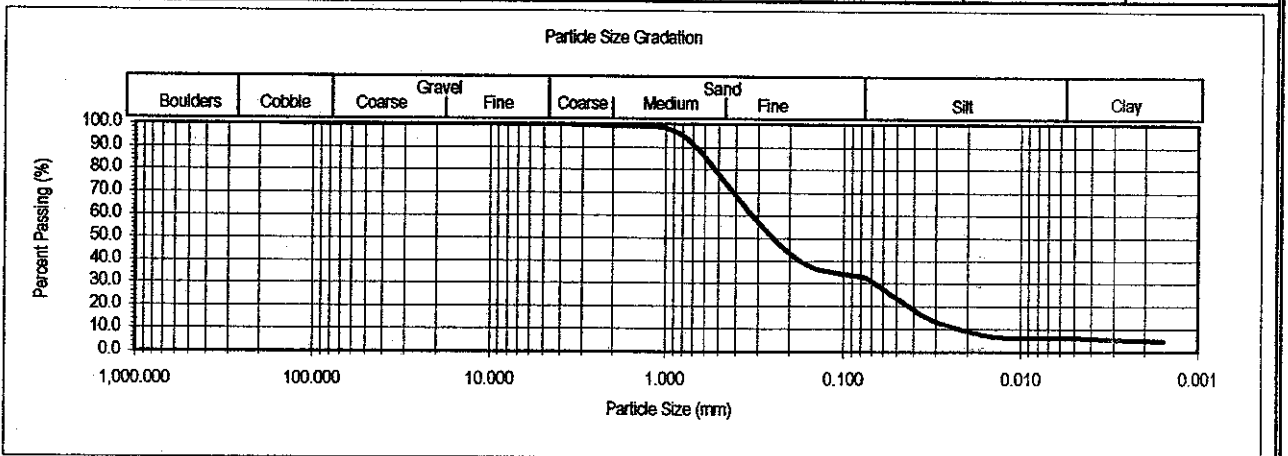 Particle Size Gradation
Gravel Sand
Boulders Cobble Coarse Fine Coarse Medium Fine Silt Clay
Percent Passing (%)
100.0
90.0
80.0
70.0
60.0
50.0
40.0
30.0
20.0
10.0
0.0
1,000.000 100.000 10.000 1.000 0.100 0.010 0.001
Particle Size (mm)